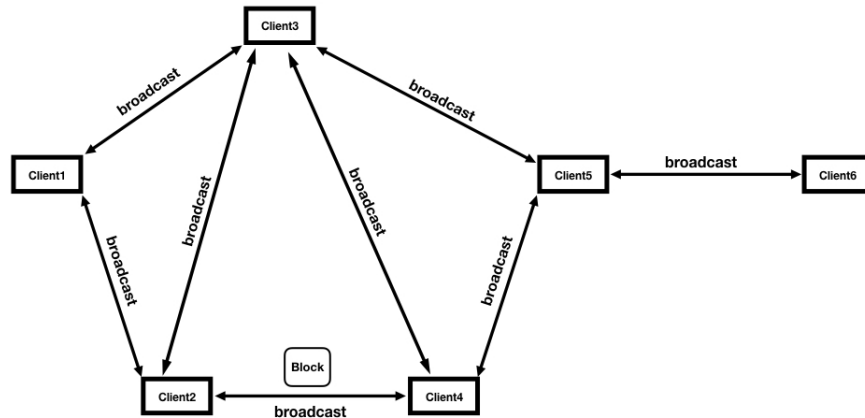 Client3
broadcast
broadcast
Client1
Client5
broadcast
Client6
broadcast
broadcast
broadcast
broadcast
Block
Client2
broadcast
Client4